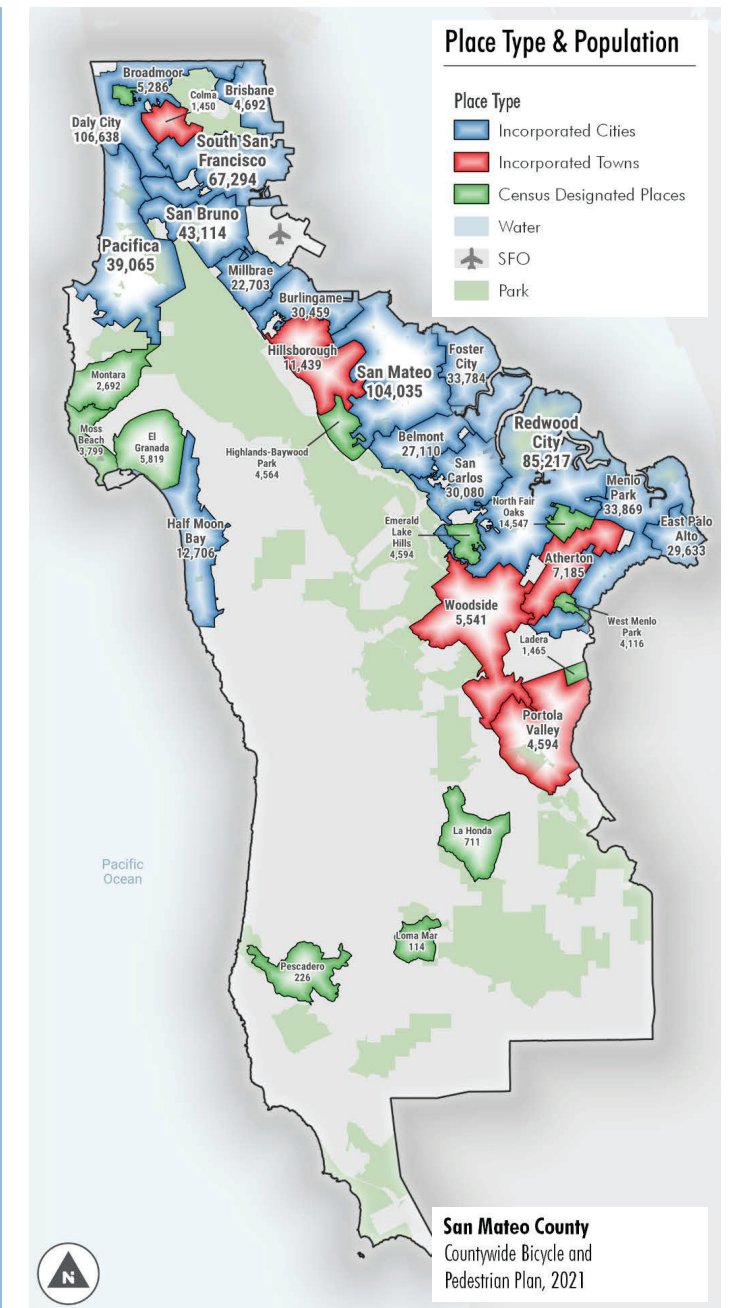 Place Type & Population
Place Type
Incorporated Cities
Incorporated Towns
Census Designated Places
Water
SFO
Park
Broadmoor
5,286
Colma
1,450
Brisbane
4,692
Daly City
106,638
South San
Francisco
67,294
San Bruno
43,114
Pacifica
39,065
Millbrae
22,703
Burlingame
30,459
Hillsborough
11,439
San Mateo
104,035
Foster
City
33,784
Montara
2,692
Moss
Beach
3,799
El
Granada
5,819
Highlands-Baywood
Park
4,564
Belmont
27,110
San
Carlos
30,080
Redwood
City
85,217
Menlo
Park
33,869
North Fair
Oaks
14,547
East Palo
Alto
29,633
Half Moon
Bay
12,706
Emerald
Lake
Hills
4,594
Atherton
7,185
Woodside
5,541
West Menlo
Park
4,116
Ladera
1,465
Portola
Valley
4,594
La Honda
711
Pacific
Ocean
Loma Mar
114
Pescadero
226
San Mateo County
Countywide Bicycle and
Pedestrian Plan, 2021
N